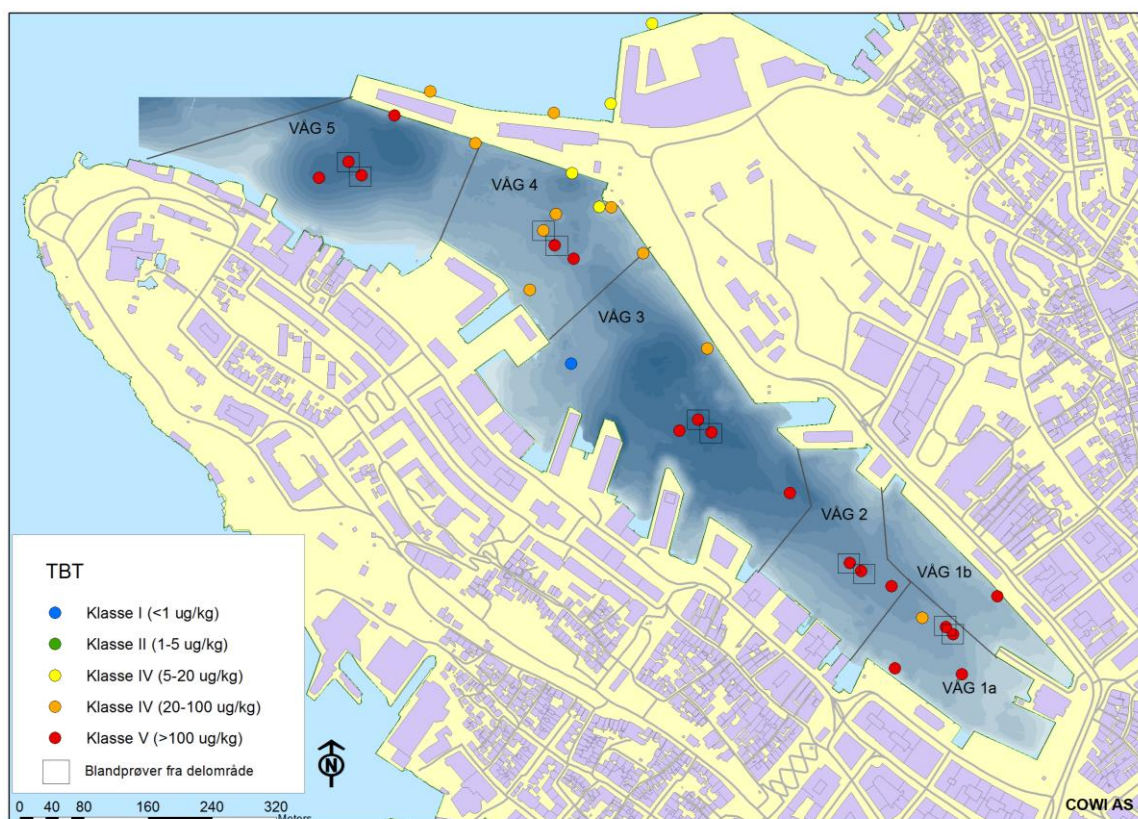 VÅG 5
VÅG 4
VÅG 3
VÅG 2
VÅG 1b
VÅG 1a
TBT
Klasse I (<1 ug/kg)
Klasse II (1-5 ug/kg)
Klasse IV (5-20 ug/kg)
Klasse IV (20-100 ug/kg)
Klasse V (>100 ug/kg)
Blandprøver fra delområde
N
0 40 80 160 240 320
Meters
COWI AS